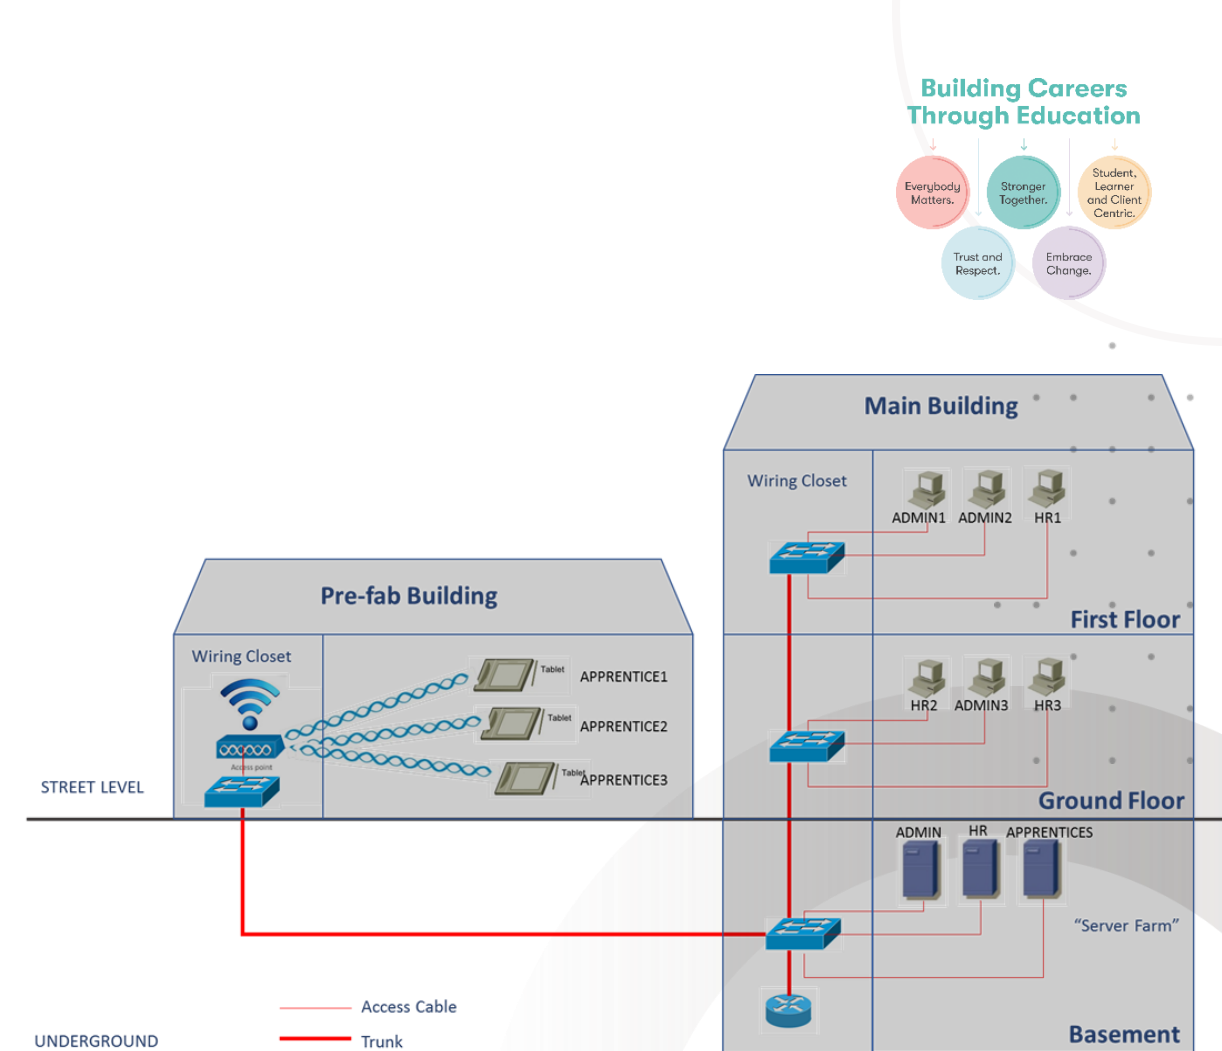 Building Careers
Through Education
Everybody
Matters.
Stronger
Together.
Student,
Learner
and Client
Centric.
Trust and
Respect.
Embrace
Change.
Main Building
Wiring Closet
ADMIN1
ADMIN2
HR1
First Floor
Pre-fab Building
Wiring Closet
Tablet
APPRENTICE1
Tablet
APPRENTICE2
Access point
Tablet
APPRENTICE3
HR2
ADMIN3
HR3
STREET LEVEL
Ground Floor
ADMIN
HR
APPRENTICES
“Server Farm”
Access Cable
Trunk
UNDERGROUND
Basement